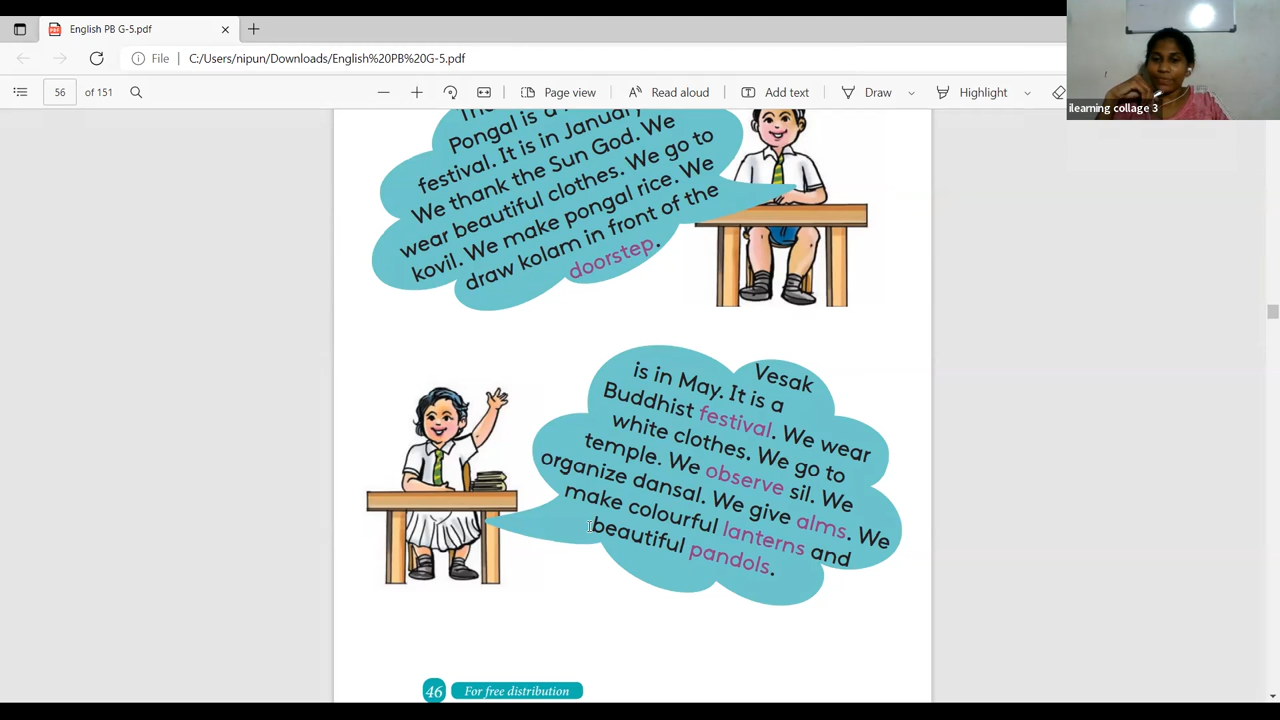 English PB G-5.pdf
File
C:/Users/nipun/Downloads/English%20PB%20G-5.pdf
56 of 151
Page view
Read aloud
Add text
Draw
Highlight
ilearning collage 3
Pongal is a
festival. It is in January
We thank the Sun God. We
wear beautiful clothes. We go to
kovil. We make pongal rice. We
draw kolam in front of the
doorstep.
Vesak
is in May. It is a
Buddhist festival. We wear
white clothes. We go to
temple. We observe sil. We
organize dansal. We give alms. We
make colourful lanterns and
beautiful pandols.
46
For free distribution